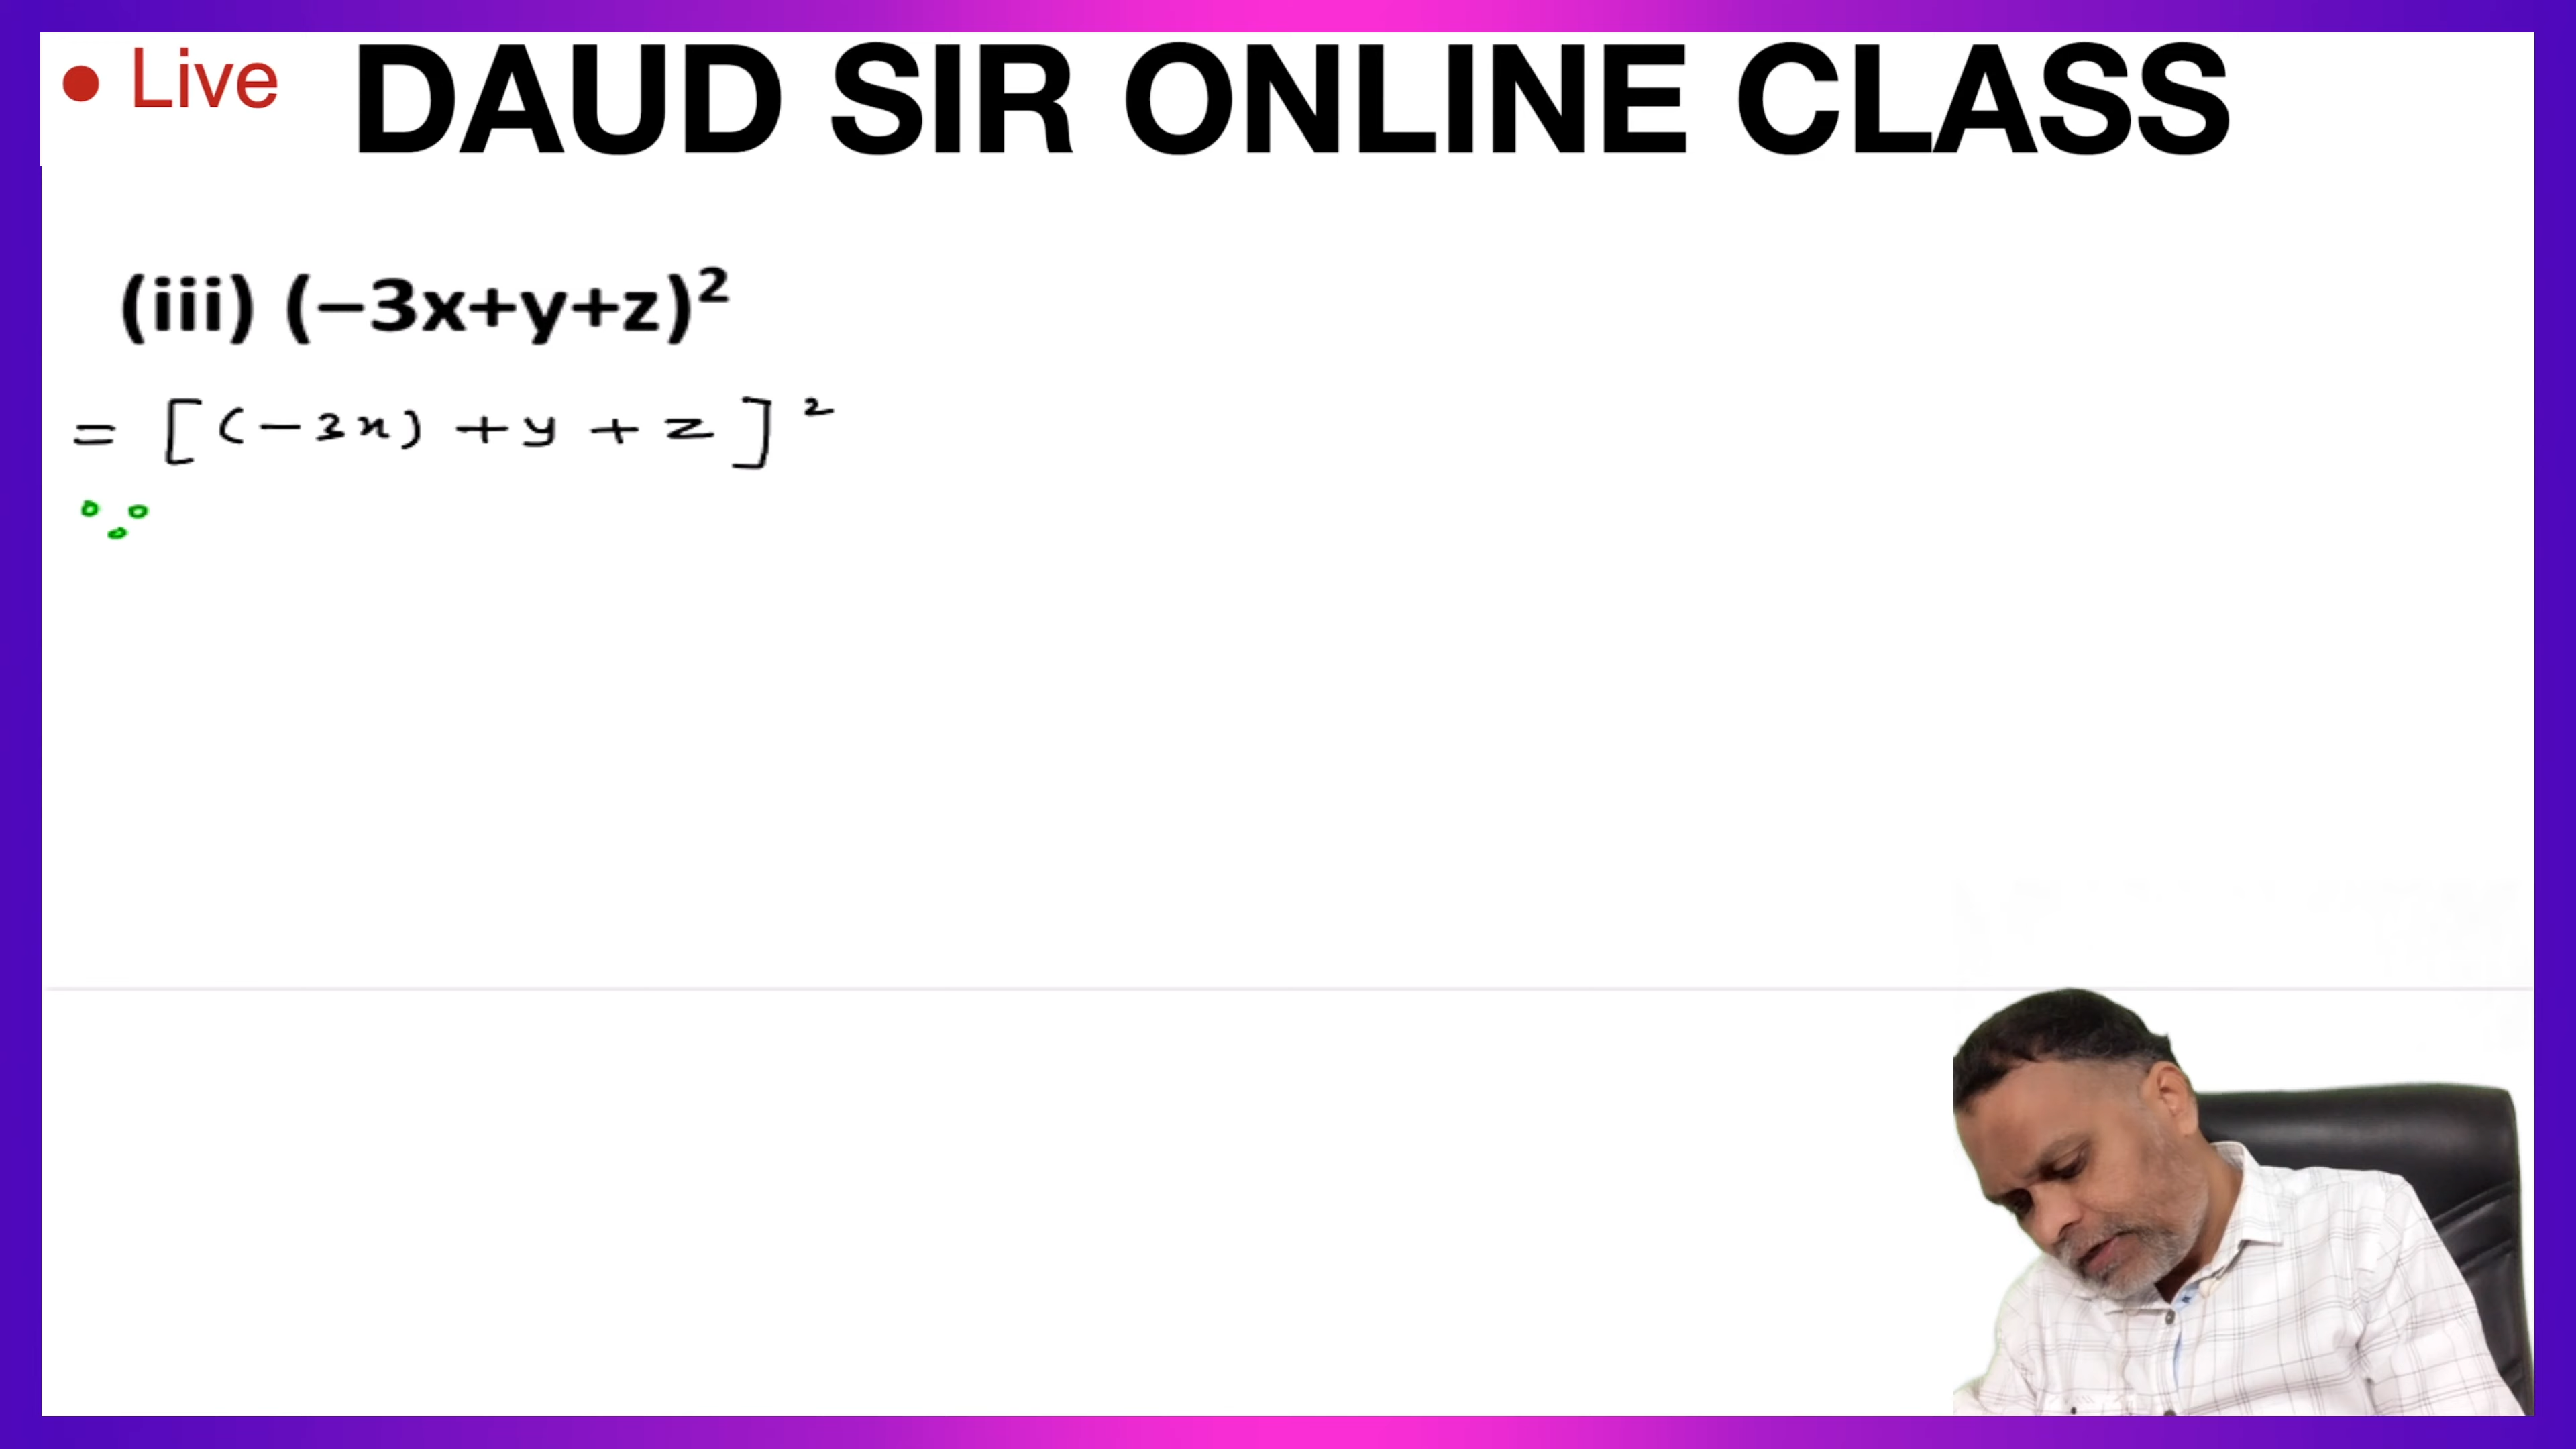 • Live DAUD SIR ONLINE CLASS
(iii) (−3x+y+z)²
= [(-3x) + y + z]²
∵